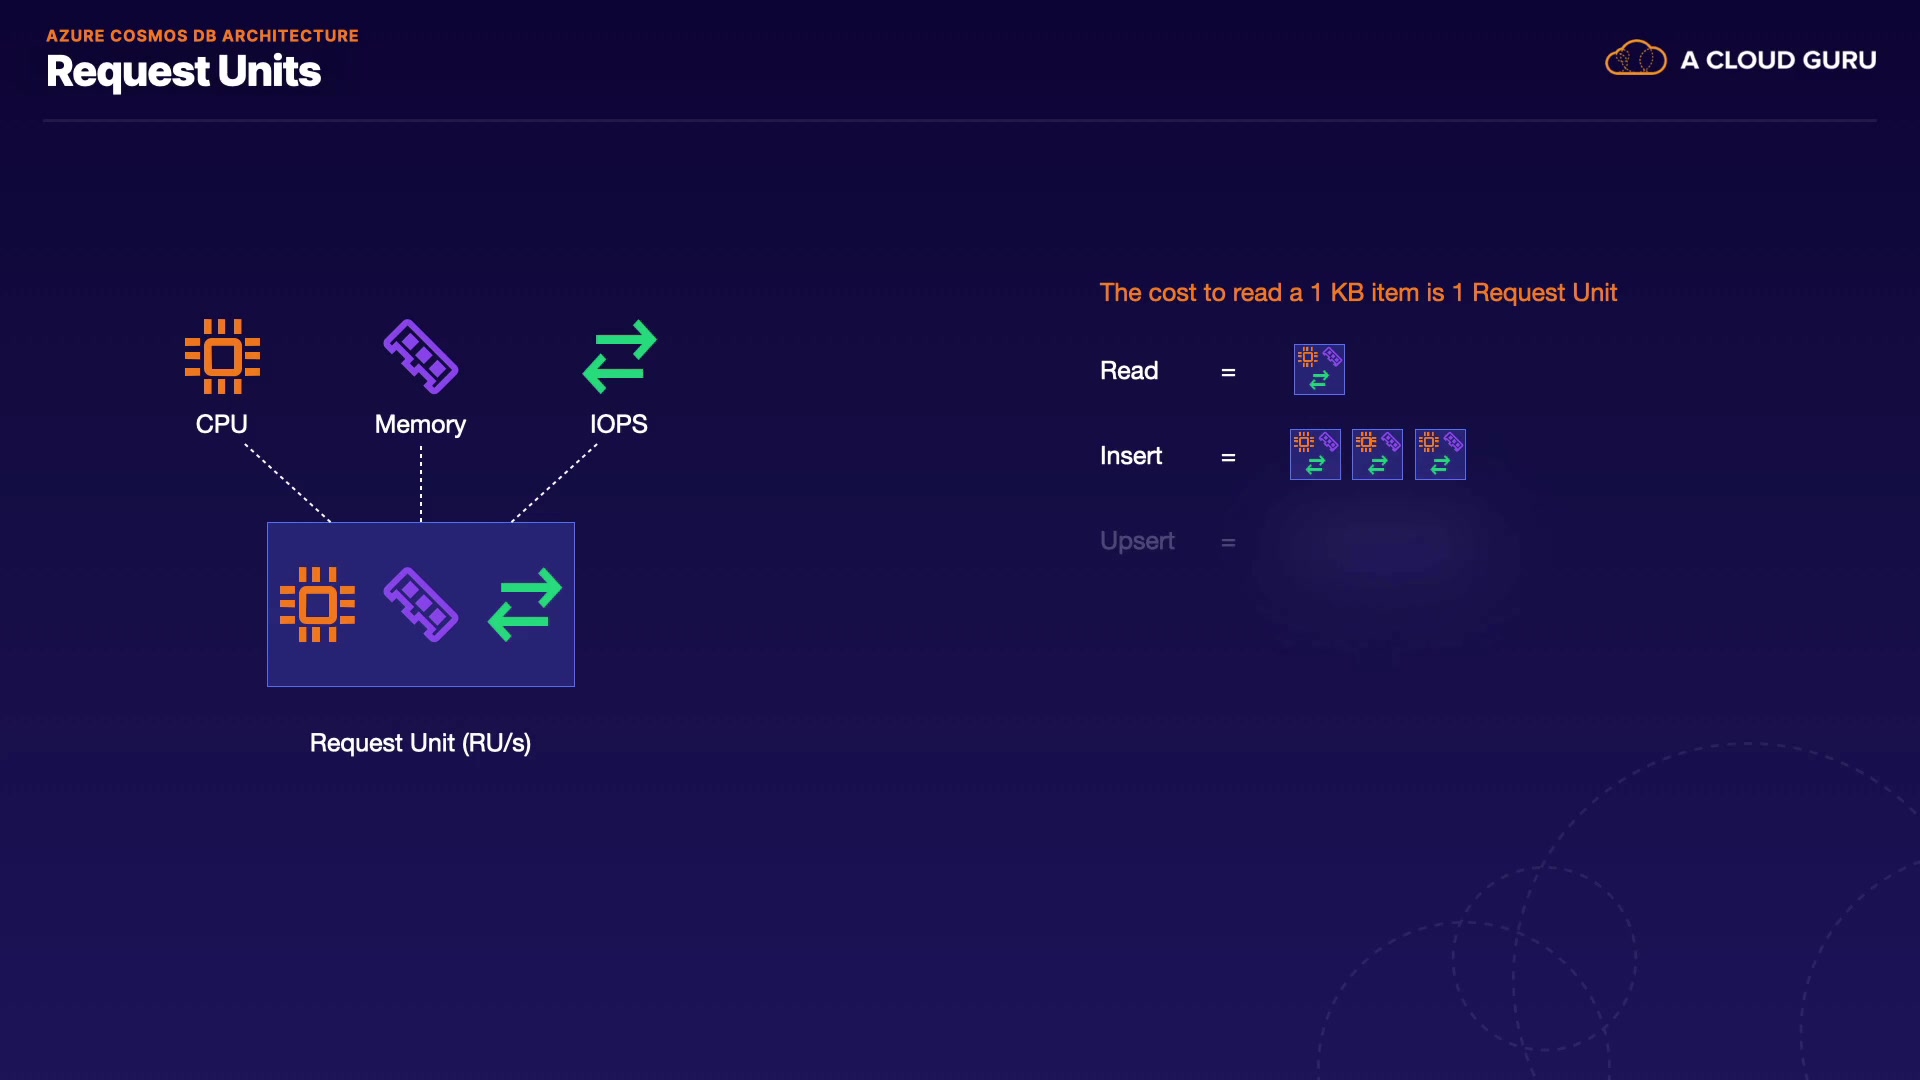 AZURE COSMOS DB ARCHITECTURE
Request Units
A CLOUD GURU
CPU
Memory
IOPS
Request Unit (RU/s)
The cost to read a 1 KB item is 1 Request Unit
Read =
Insert =
Upsert =